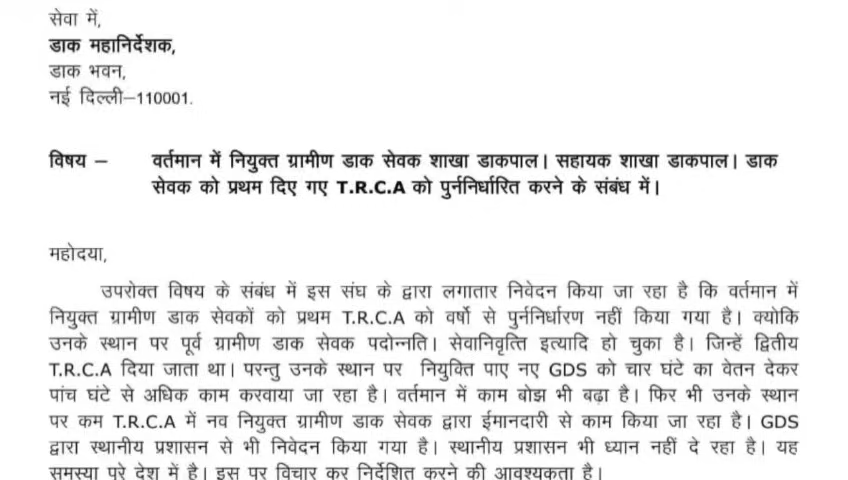 सेवा में,
डाक महानिर्देशक,
डाक भवन,
नई दिल्ली–110001.
विषय – वर्तमान में नियुक्त ग्रामीण डाक सेवक शाखा डाकपाल। सहायक शाखा डाकपाल। डाक
सेवक को प्रथम दिए गए T.R.C.A को पुर्ननिर्धारित करने के संबंध में।
महोदया,
उपरोक्त विषय के संबंध में इस संघ के द्वारा लगातार निवेदन किया जा रहा है कि वर्तमान में
नियुक्त ग्रामीण डाक सेवकों को प्रथम T.R.C.A को वर्षो से पुर्ननिर्धारण नहीं किया गया है। क्योकि
उनके स्थान पर पूर्व ग्रामीण डाक सेवक पदोन्नति। सेवानिवृत्ति इत्यादि हो चुका है। जिन्हें द्वितीय
T.R.C.A दिया जाता था। परन्तु उनके स्थान पर नियुक्ति पाए नए GDS को चार घंटे का वेतन देकर
पांच घंटे से अधिक काम करवाया जा रहा है। वर्तमान में काम बोझ भी बढ़ा है। फिर भी उनके स्थान
पर कम T.R.C.A में नव नियुक्त ग्रामीण डाक सेवक द्वारा ईमानदारी से काम किया जा रहा है। GDS
द्वारा स्थानीय प्रशासन से भी निवेदन किया गया है। स्थानीय प्रशासन भी ध्यान नहीं दे रहा है। यह
समस्या पूरे देश में है। इस पर विचार कर निर्देशित करने की आवश्यकता है।